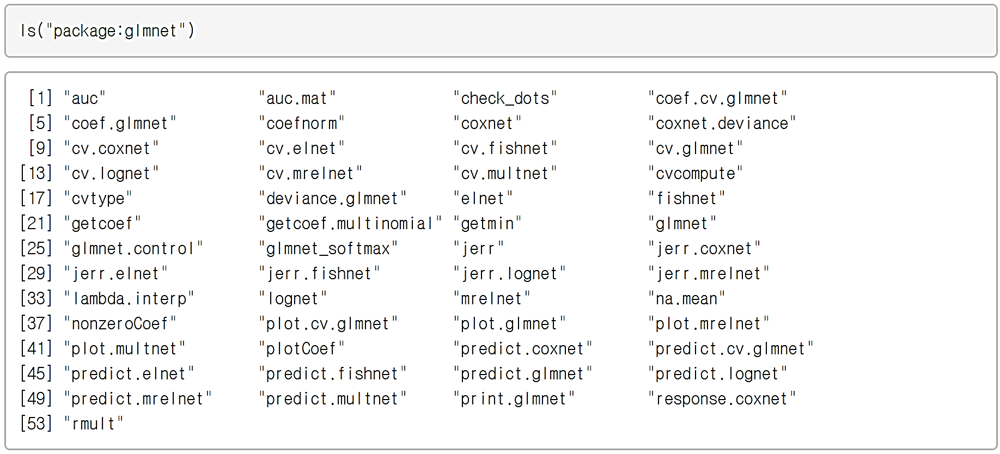 ls("package:glmnet")
 [1] "auc"                 "auc.mat"             "check_dots"          "coef.cv.glmnet"
 [5] "coef.glmnet"         "coefnorm"            "coxnet"              "coxnet.deviance"
 [9] "cv.coxnet"           "cv.elnet"            "cv.fishnet"          "cv.glmnet"
[13] "cv.lognet"           "cv.mrelnet"          "cv.multnet"          "cvcompute"
[17] "cvtype"              "deviance.glmnet"     "elnet"               "fishnet"
[21] "getcoef"             "getcoef.multinomial" "getmin"              "glmnet"
[25] "glmnet.control"      "glmnet_softmax"      "jerr"                "jerr.coxnet"
[29] "jerr.elnet"          "jerr.fishnet"        "jerr.lognet"         "jerr.mrelnet"
[33] "lambda.interp"       "lognet"              "mrelnet"             "na.mean"
[37] "nonzeroCoef"         "plot.cv.glmnet"      "plot.glmnet"         "plot.mrelnet"
[41] "plot.multnet"        "plotCoef"            "predict.coxnet"      "predict.cv.glmnet"
[45] "predict.elnet"       "predict.fishnet"     "predict.glmnet"      "predict.lognet"
[49] "predict.mrelnet"     "predict.multnet"     "print.glmnet"        "response.coxnet"
[53] "rmult"